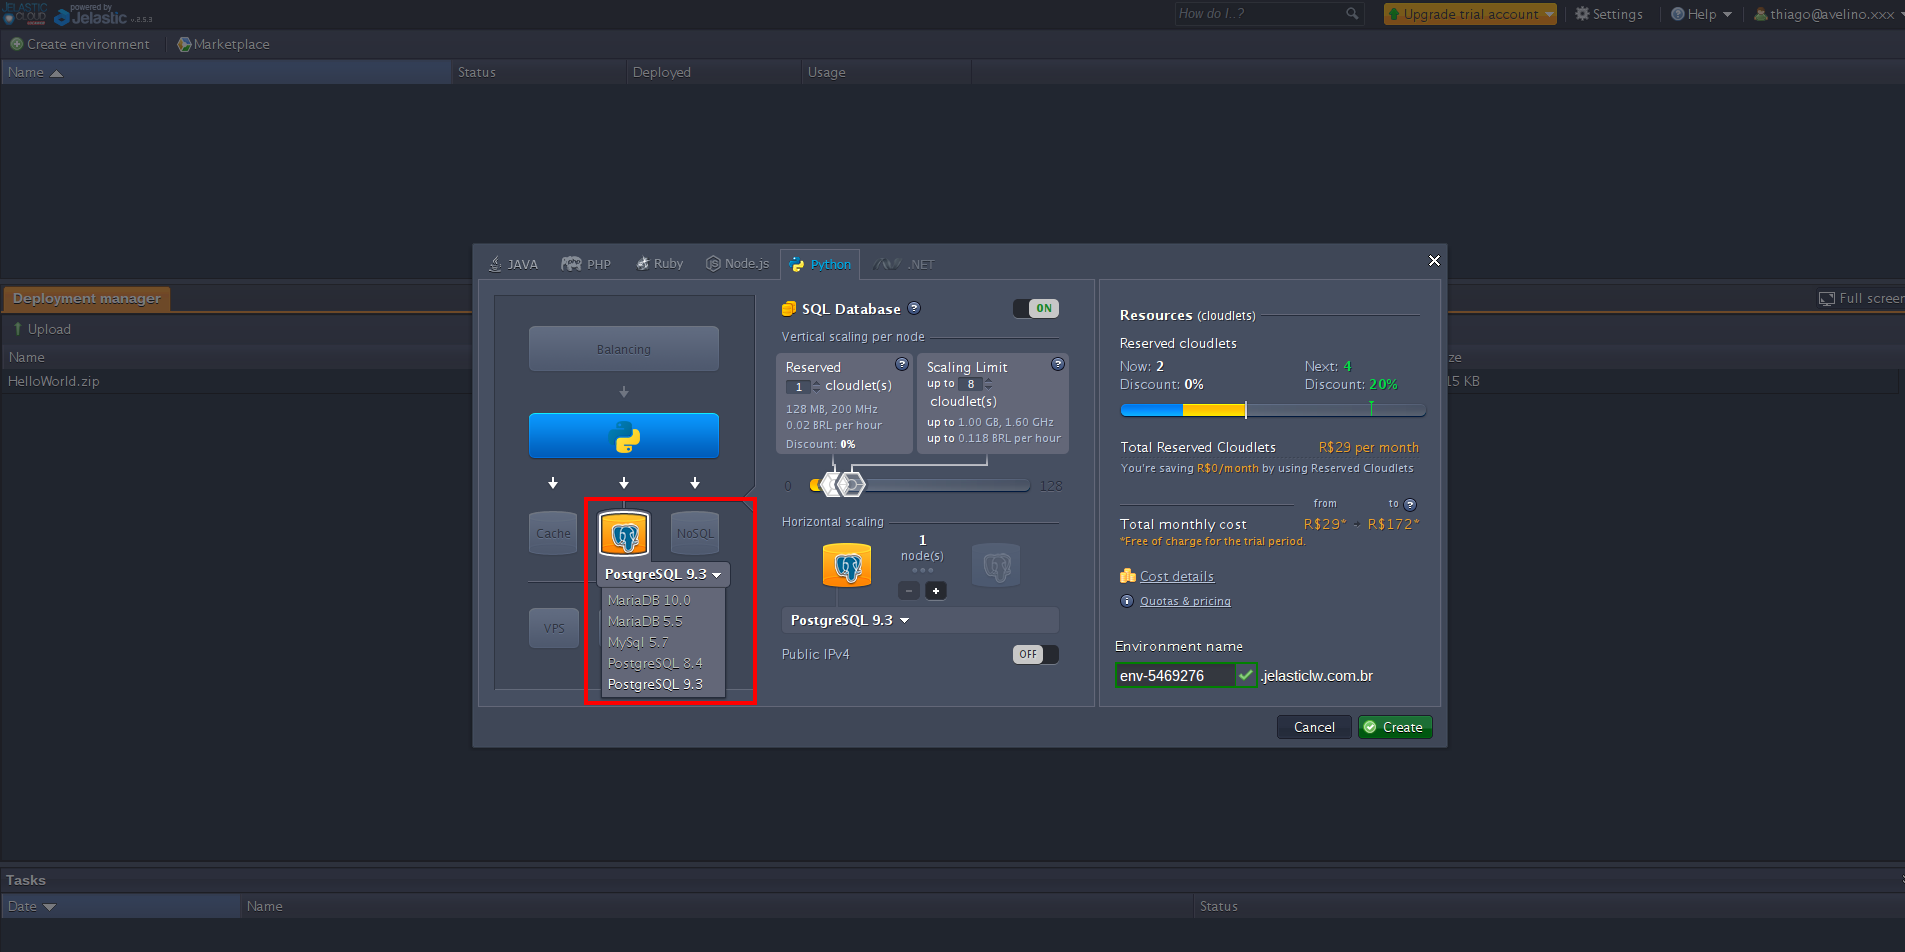 JELASTIC
CLOUD
powered by
Jelastic v.2.5.3
How do I..?
Upgrade trial account
Settings
Help
thiago@avelino.xxx
Create environment
Marketplace
Name
Status
Deployed
Usage
JAVA
PHP
Ruby
Node.js
Python
.NET
Deployment manager
Full screen
Upload
Name
ze
HelloWorld.zip
15 KB
Balancing
Cache
NoSQL
PostgreSQL 9.3
MariaDB 10.0
MariaDB 5.5
MySql 5.7
PostgreSQL 8.4
PostgreSQL 9.3
VPS
SQL Database ?
ON
Vertical scaling per node
Reserved ?
1 cloudlet(s)
128 MB, 200 MHz
0.02 BRL per hour
Discount: 0%
Scaling Limit ?
up to 8
cloudlet(s)
up to 1.00 GB, 1.60 GHz
up to 0.118 BRL per hour
0
128
Horizontal scaling
1
node(s)
- +
PostgreSQL 9.3
Public IPv4
OFF
Resources (cloudlets)
Reserved cloudlets
Now: 2 Next: 4
Discount: 0% Discount: 20%
Total Reserved Cloudlets R$29 per month
You're saving R$0/month by using Reserved Cloudlets
from to ?
Total monthly cost R$29* - R$172*
*Free of charge for the trial period.
Cost details
Quotas & pricing
Environment name
env-5469276 .jelasticlw.com.br
Cancel
Create
Tasks
Date
Name
Status